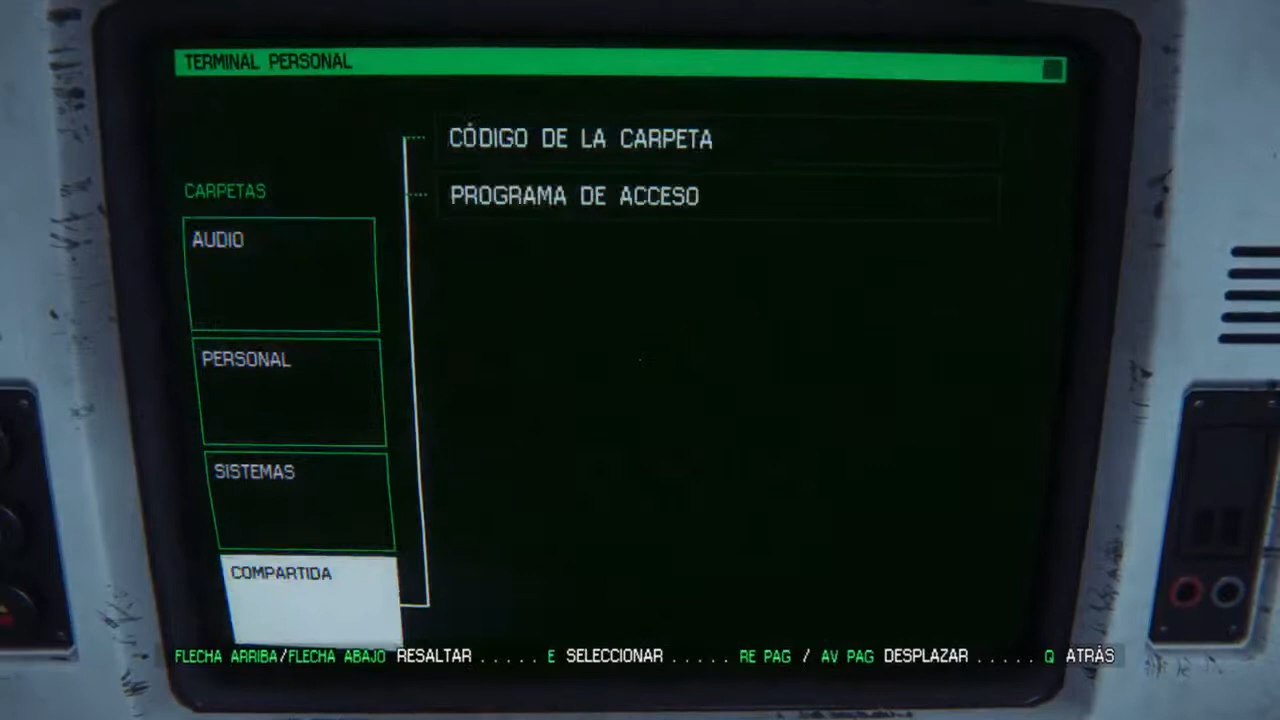 TERMINAL PERSONAL
CÓDIGO DE LA CARPETA
PROGRAMA DE ACCESO
CARPETAS
AUDIO
PERSONAL
SISTEMAS
COMPARTIDA
FLECHA ARRIBA/FLECHA ABAJO RESALTAR ..... E SELECCIONAR ..... RE PAG / AV PAG DESPLAZAR ..... Q ATRÁS